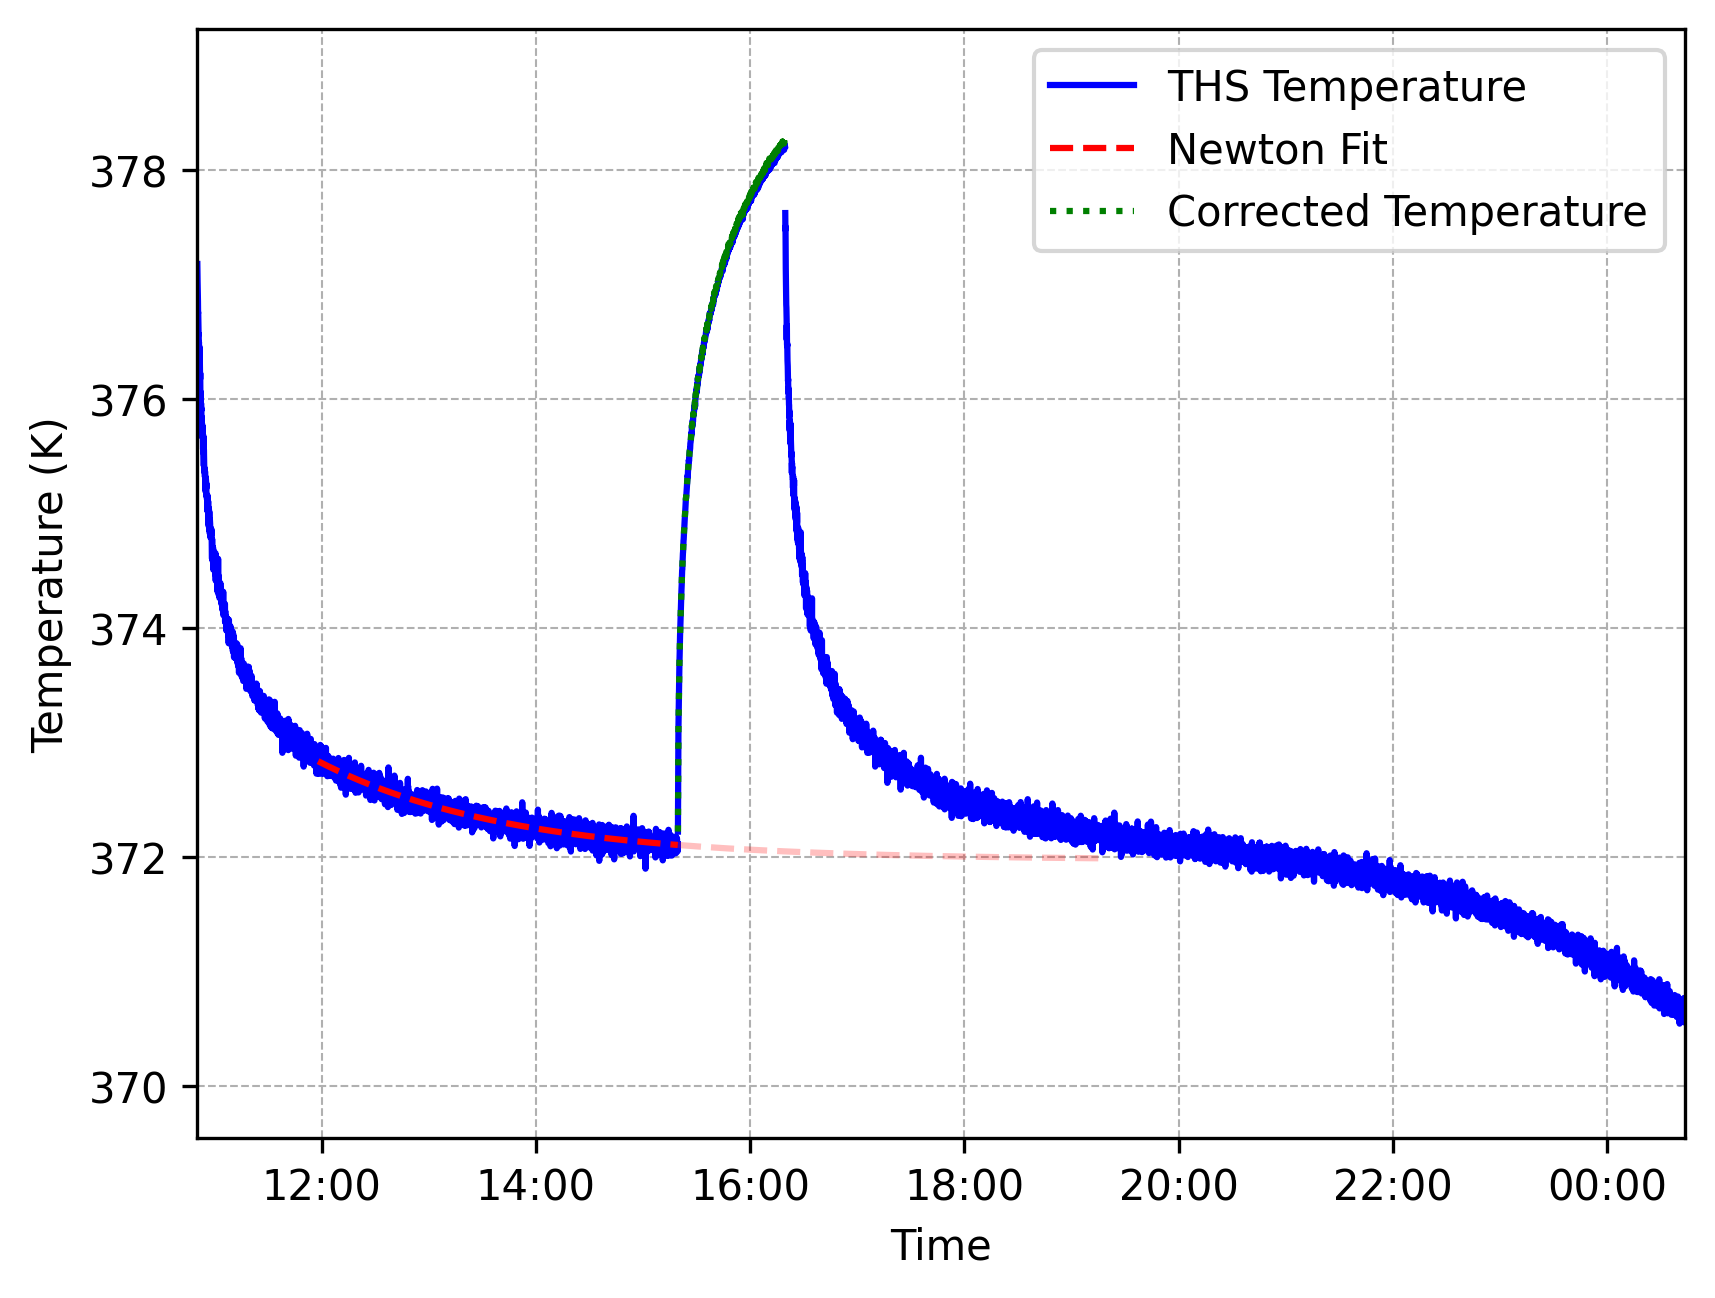 THS Temperature
Newton Fit
Corrected Temperature
378
376
374
372
370
Temperature (K)
12:00 14:00 16:00 18:00 20:00 22:00 00:00
Time